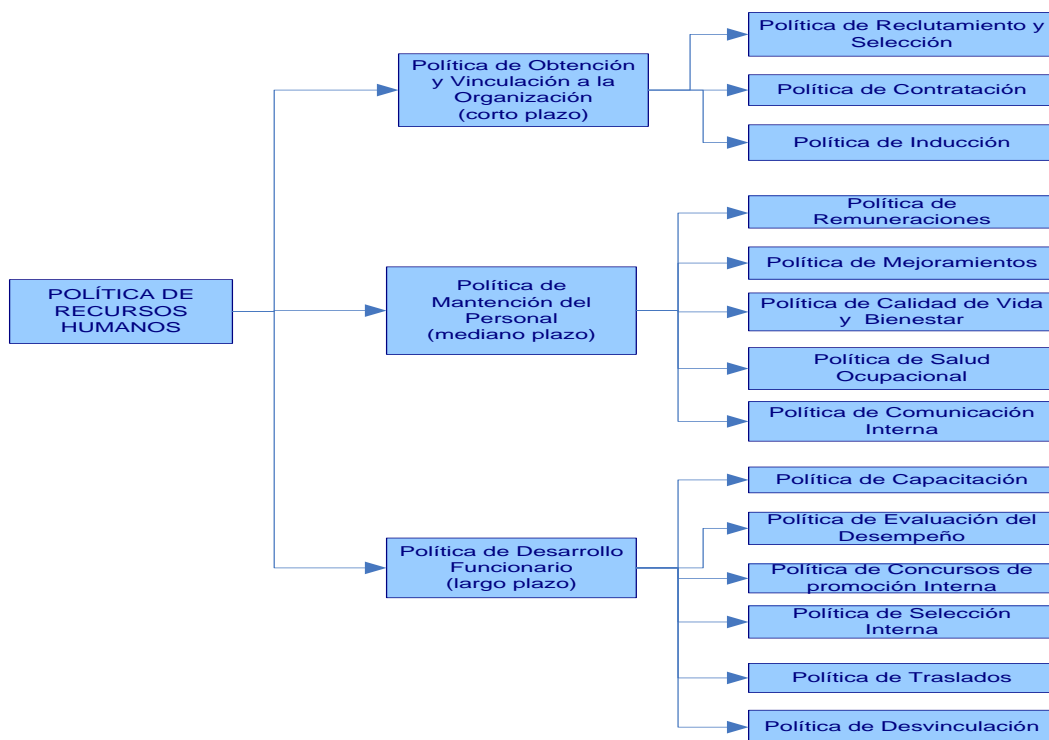 POLÍTICA DE
RECURSOS
HUMANOS
Política de Obtención
y Vinculación a la
Organización
(corto plazo)
Política de Reclutamiento y
Selección
Política de Contratación
Política de Inducción
Política de
Mantención del
Personal
(mediano plazo)
Política de
Remuneraciones
Política de Mejoramientos
Política de Calidad de Vida
y Bienestar
Política de Salud
Ocupacional
Política de Comunicación
Interna
Política de Desarrollo
Funcionario
(largo plazo)
Política de Capacitación
Política de Evaluación del
Desempeño
Política de Concursos de
promoción Interna
Política de Selección
Interna
Política de Traslados
Política de Desvinculación